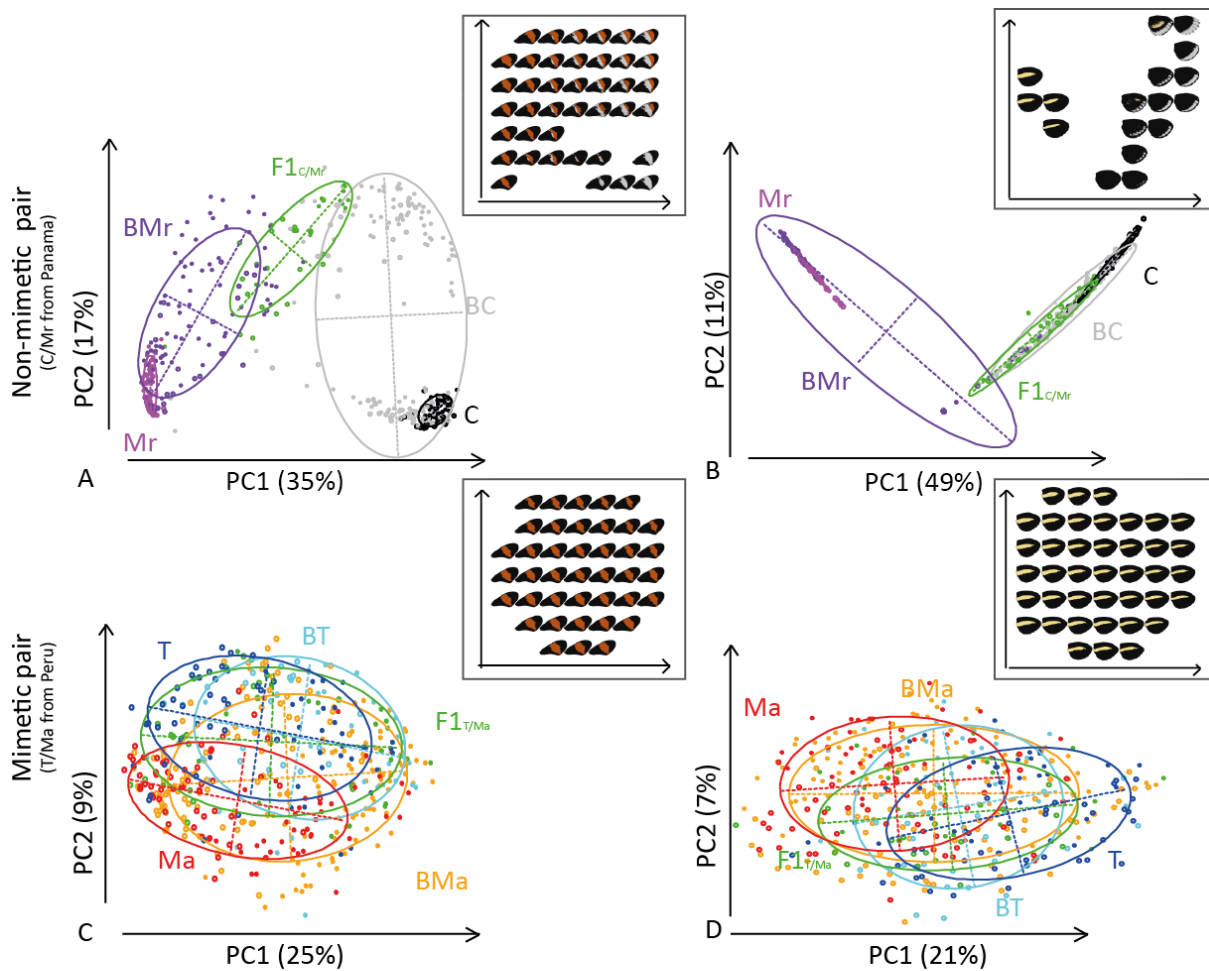 Non-mimetic pair
(C/Mr from Panama)
PC2 (17%)
BMr
F1C/Mr
BC
C
Mr
A
PC1 (35%)
PC2 (11%)
Mr
C
BC
BMr
F1C/Mr
B
PC1 (49%)
Mimetic pair
(T/Ma from Peru)
PC2 (9%)
T
BT
F1T/Ma
Ma
BMa
C
PC1 (25%)
PC2 (7%)
Ma
BMa
F1T/Ma
T
BT
D
PC1 (21%)